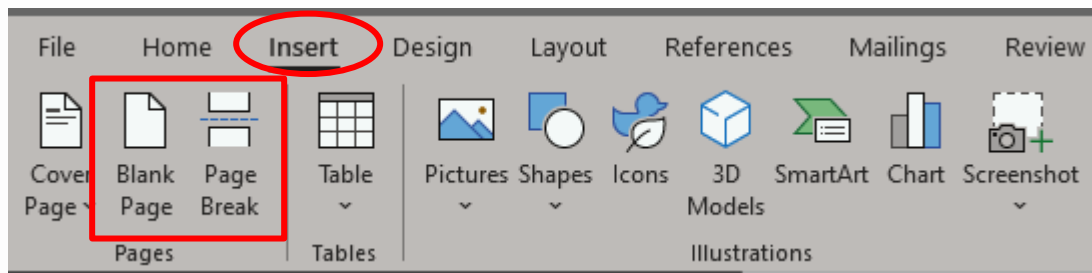 File Home Insert Design Layout References Mailings Review
Cover Blank Page Table Pictures Shapes Icons 3D SmartArt Chart Screenshot
Page Page Break Models
Pages Tables Illustrations